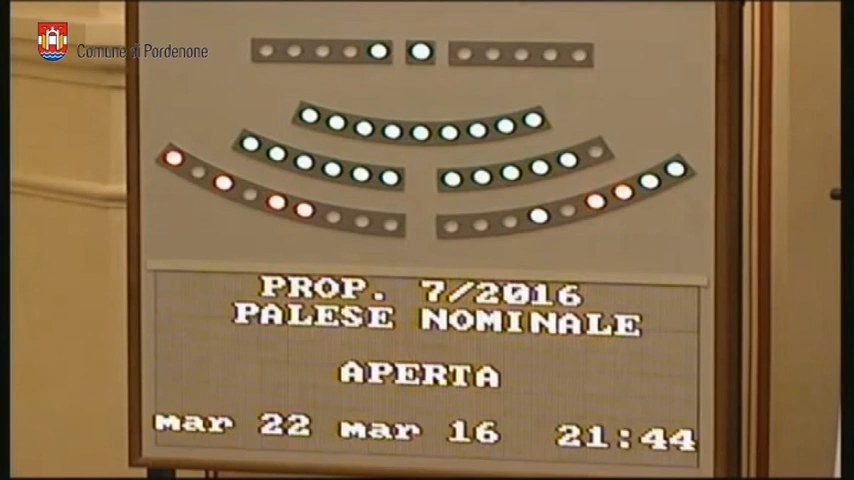 Comune di Pordenone
PROP. 7/2016
PALESE NOMINALE
APERTA
mar 22 mar 16 21:44